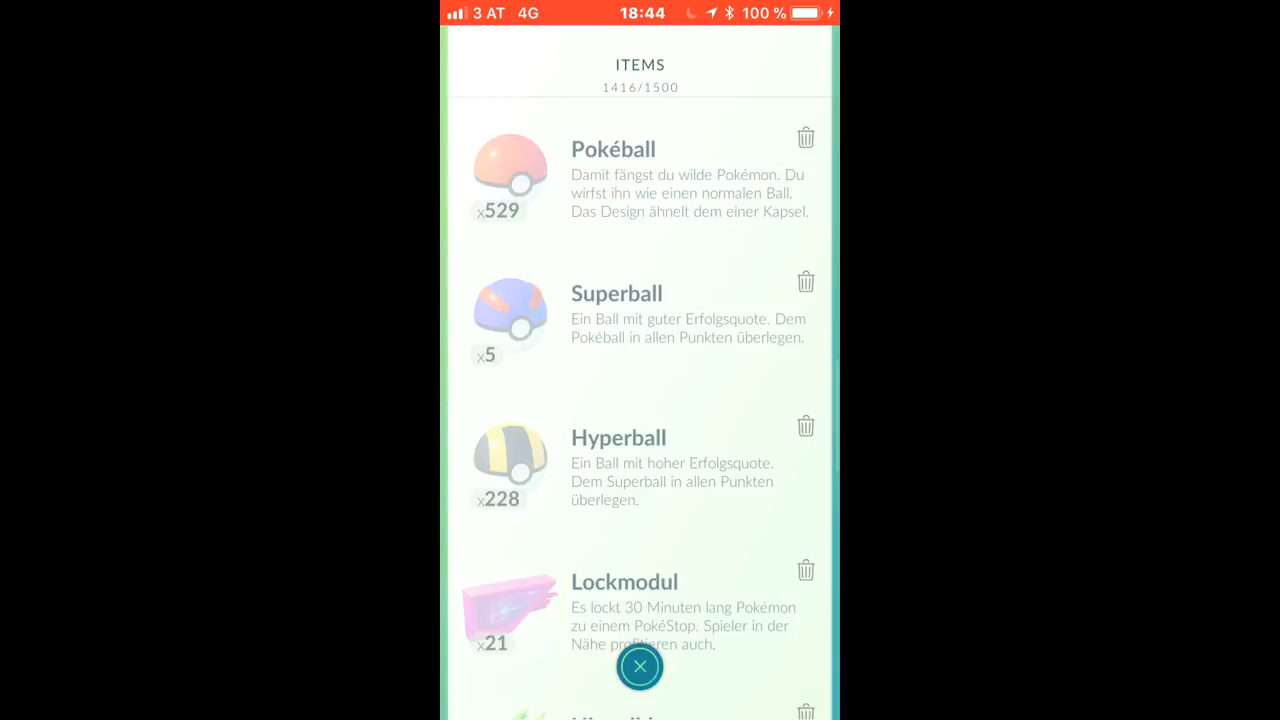 3 AT 4G 18:44 100 %
ITEMS
1416/1500
Pokéball
Damit fängst du wilde Pokémon. Du
wirfst ihn wie einen normalen Ball.
Das Design ähnelt dem einer Kapsel.
x529
Superball
Ein Ball mit guter Erfolgsquote. Dem
Pokéball in allen Punkten überlegen.
x5
Hyperball
Ein Ball mit hoher Erfolgsquote.
Dem Superball in allen Punkten
überlegen.
x228
Lockmodul
Es lockt 30 Minuten lang Pokémon
zu einem PokéStop. Spieler in der
Nähe profitieren auch.
x21